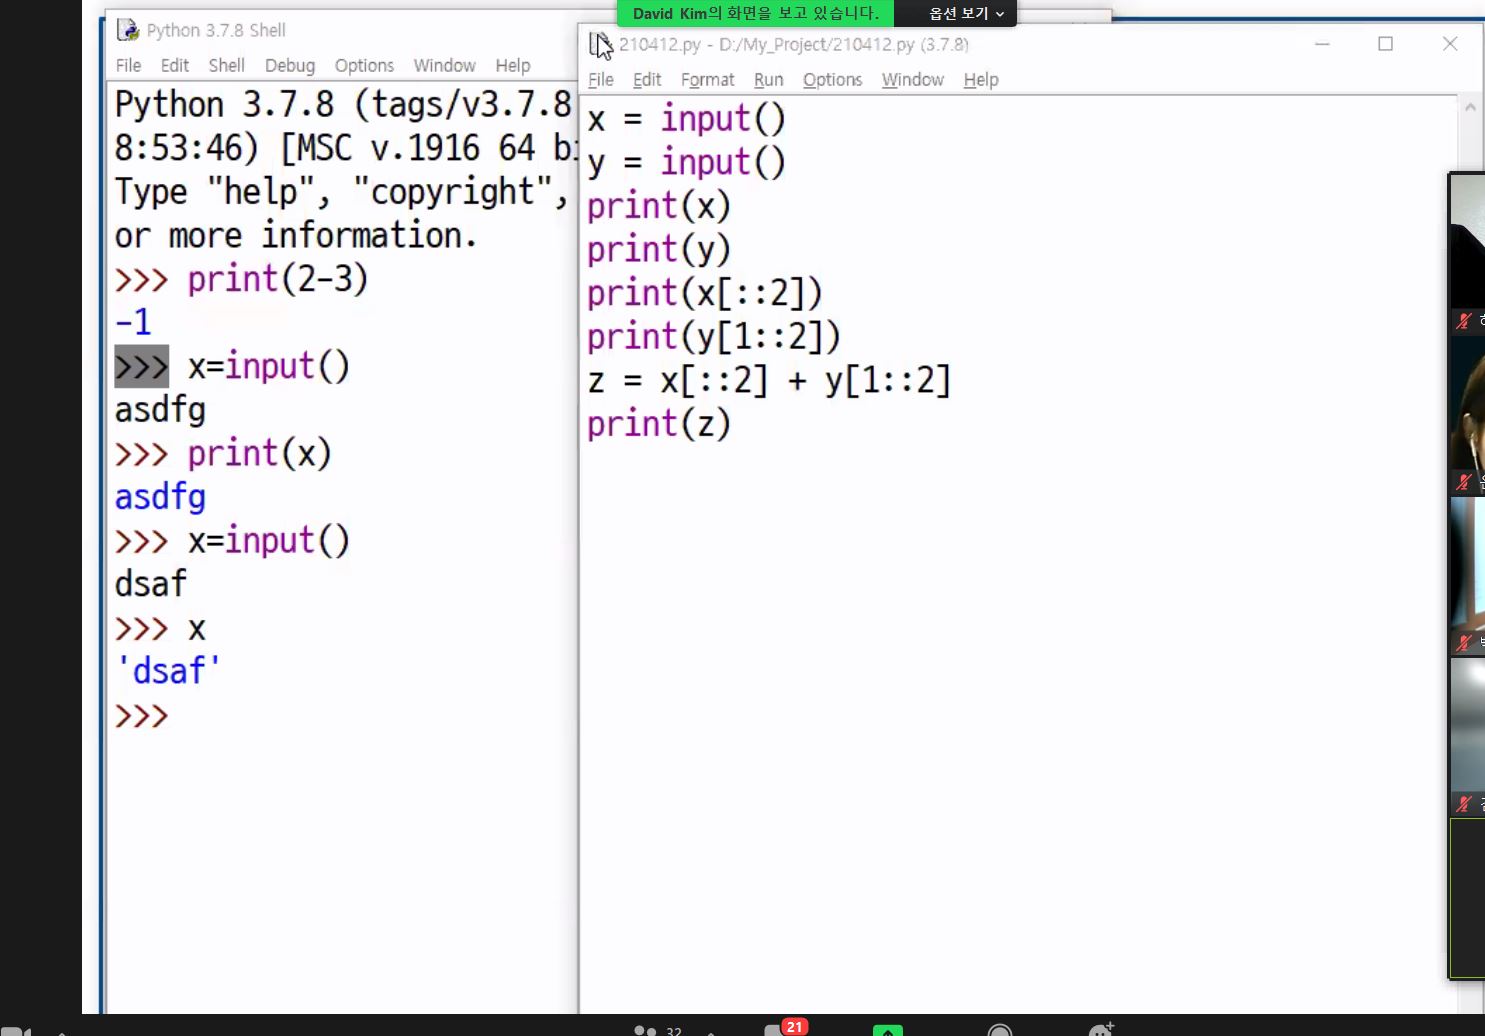 David Kim의 화면을 보고 있습니다.
옵션 보기
Python 3.7.8 Shell
File Edit Shell Debug Options Window Help
Python 3.7.8 (tags/v3.7.8
8:53:46) [MSC v.1916 64 bi
Type "help", "copyright",
or more information.
>>> print(2-3)
-1
>>> x=input()
asdfg
>>> print(x)
asdfg
>>> x=input()
dsaf
>>> x
'dsaf'
>>>
210412.py - D:/My_Project/210412.py (3.7.8)
File Edit Format Run Options Window Help
x = input()
y = input()
print(x)
print(y)
print(x[::2])
print(y[1::2])
z = x[::2] + y[1::2]
print(z)
32
21